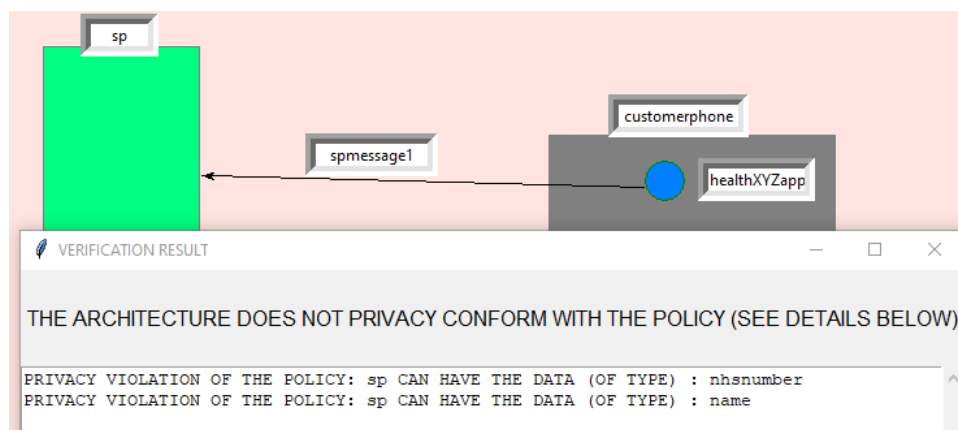 sp
customerphone
spmessage1
healthXYZapp
VERIFICATION RESULT
THE ARCHITECTURE DOES NOT PRIVACY CONFORM WITH THE POLICY (SEE DETAILS BELOW)
PRIVACY VIOLATION OF THE POLICY: sp CAN HAVE THE DATA (OF TYPE) : nhsnumber
PRIVACY VIOLATION OF THE POLICY: sp CAN HAVE THE DATA (OF TYPE) : name